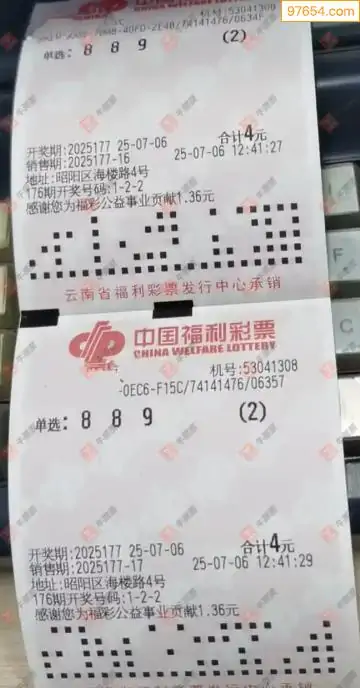 97654.com
机号:53041309
单选: 8 8 9 (2)
开奖期:2025177 25-07-06 合计4元
销售期:2025177-16 25-07-06 12:41:27
地址:昭阳区海楼路4号
176期开奖号码:1-2-2
感谢您为福彩公益事业贡献1.36元
云南省福利彩票发行中心承销
中国福利彩票
CHINA WELFARE LOTTERY
机号:53041308
-0EC6-F15C/74141476/06357
单选: 8 8 9 (2)
开奖期:2025177 25-07-06 合计4元
销售期:2025177-17 25-07-06 12:41:29
地址:昭阳区海楼路4号
176期开奖号码:1-2-2
感谢您为福彩公益事业贡献1.36元